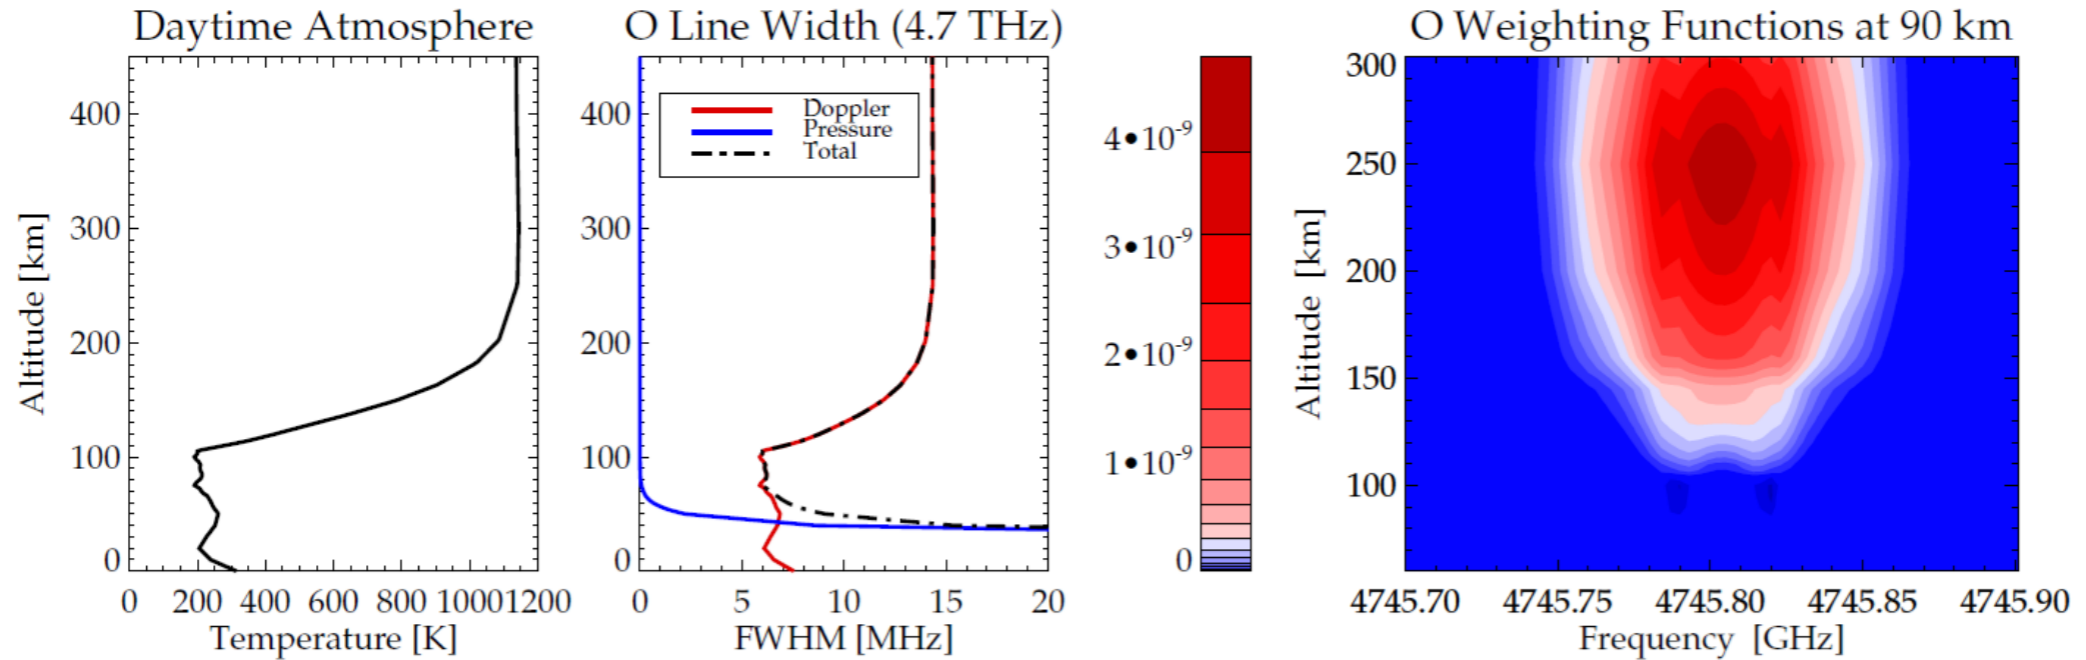 Daytime Atmosphere
Altitude [km]
400
300
200
100
0
0 200 400 600 800 1000 1200
Temperature [K]
O Line Width (4.7 THz)
Doppler
Pressure
Total
400
300
200
100
0
0 5 10 15 20
FWHM [MHz]
4•10⁻⁹
3•10⁻⁹
2•10⁻⁹
1•10⁻⁹
0
O Weighting Functions at 90 km
Altitude [km]
300
250
200
150
100
4745.70 4745.75 4745.80 4745.85 4745.90
Frequency [GHz]